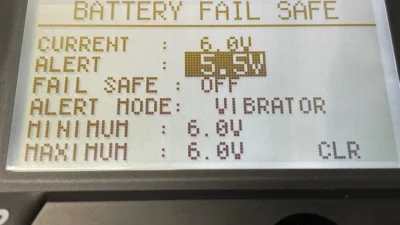 BATTERY FAIL SAFE
CURRENT : 6.0V
ALERT : 5.5V
FAIL SAFE : OFF
ALERT MODE: VIBRATOR
MINIMUM : 6.0V
MAXIMUM : 6.0V CLR